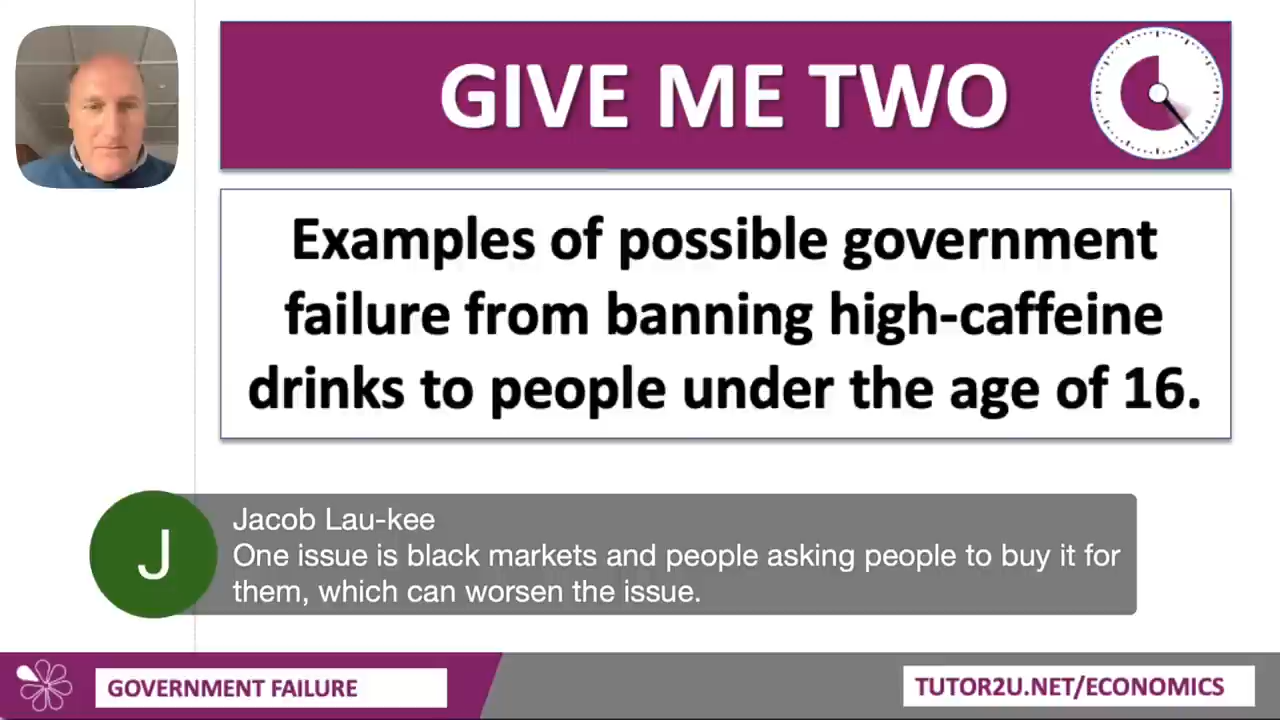 GIVE ME TWO
Examples of possible government
failure from banning high-caffeine
drinks to people under the age of 16.
J
Jacob Lau-kee
One issue is black markets and people asking people to buy it for
them, which can worsen the issue.
GOVERNMENT FAILURE
TUTOR2U.NET/ECONOMICS